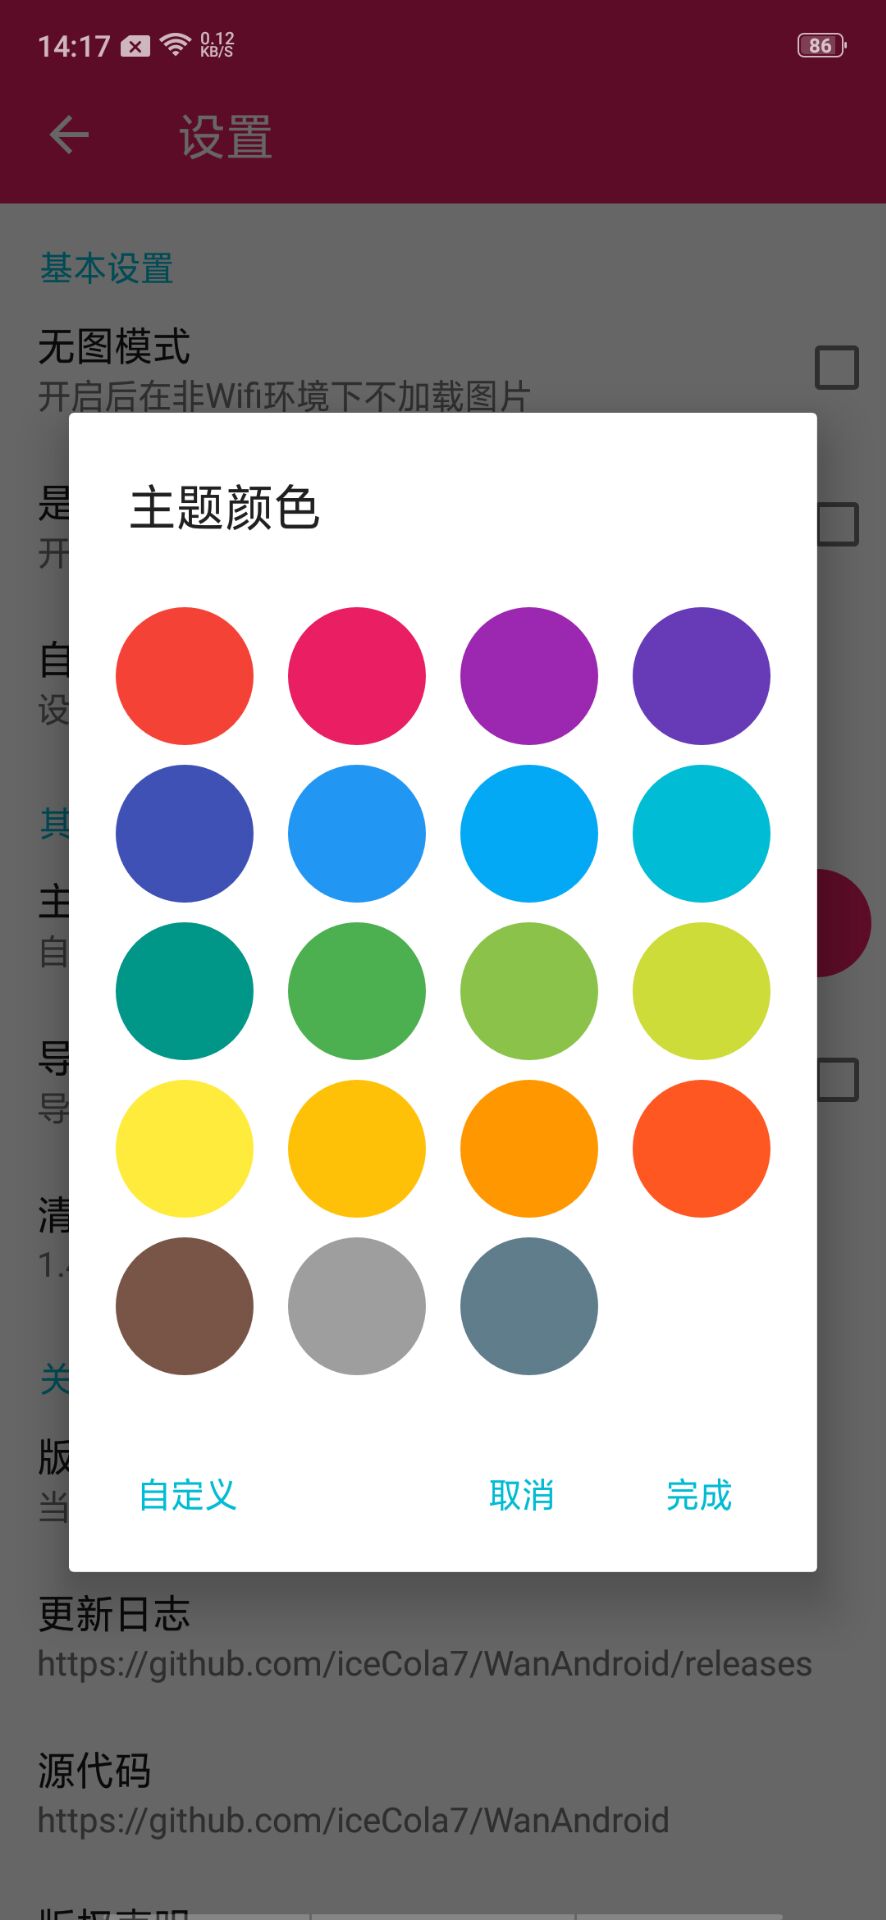 14:17
0.12
KB/S
86
设置
基本设置
无图模式
开启后在非Wifi环境下不加载图片
是
开
主题颜色
自
设
其
主
自
导
导
清
1.
关
自定义 取消 完成
版
当
更新日志
https://github.com/iceCola7/WanAndroid/releases
源代码
https://github.com/iceCola7/WanAndroid